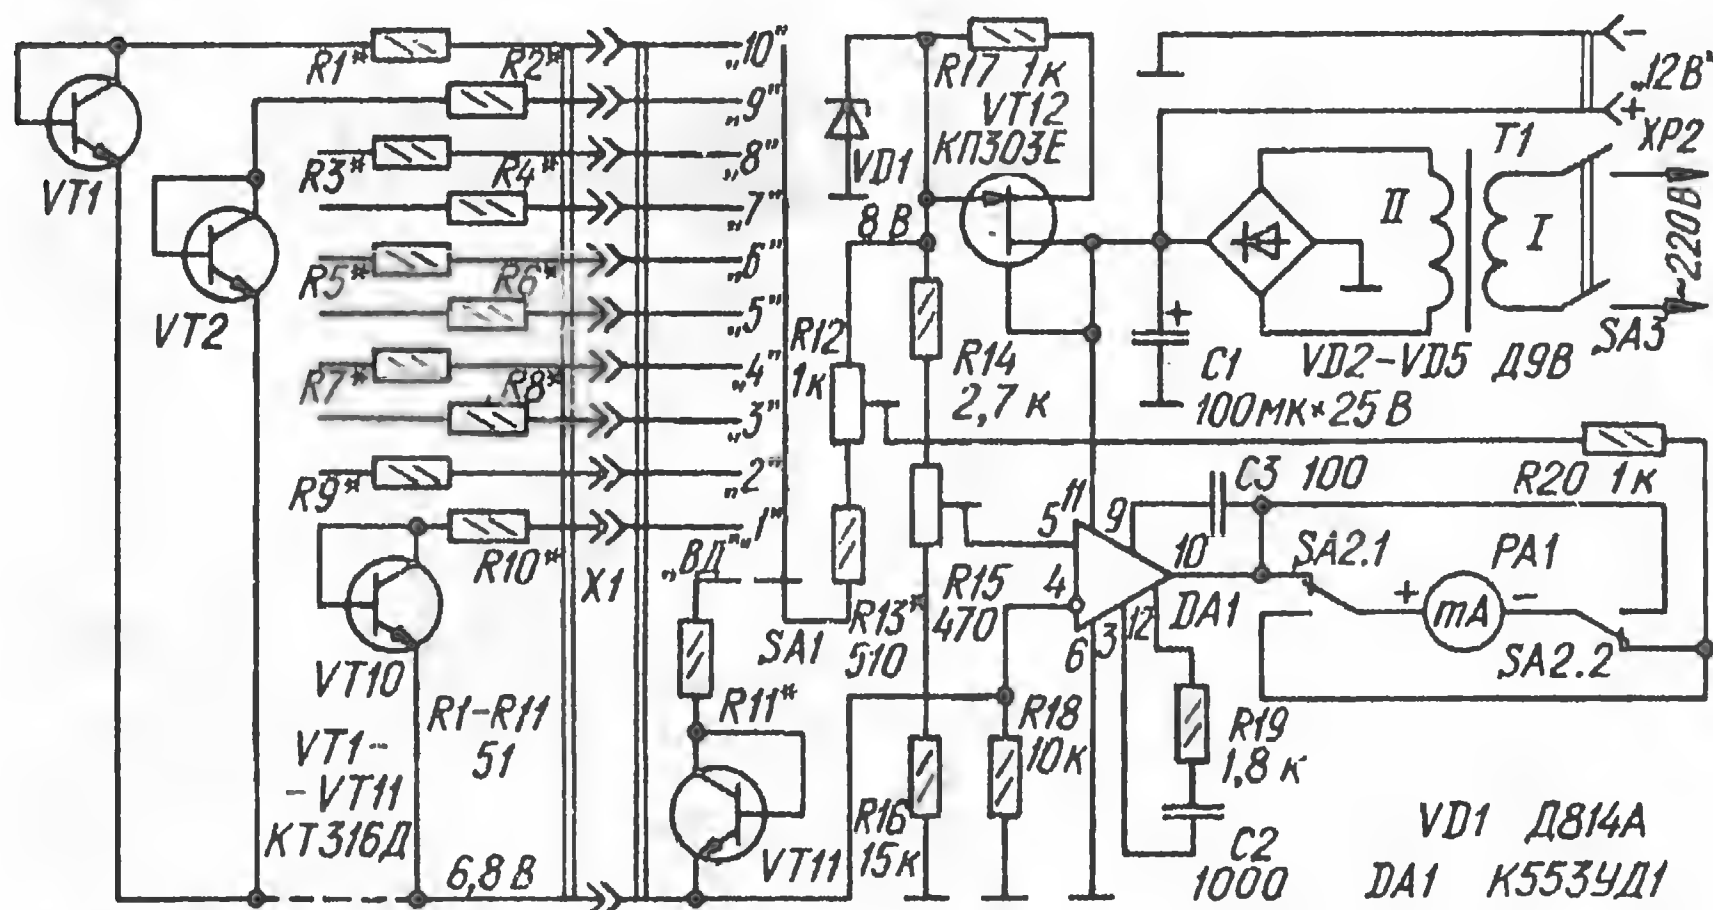 R1*
R2*
„10"
R17 1к
-
„12В"
+
„9"
VT12
КП303Е
VT1
R3*
R4*
„8"
VD1
T1
XP2
„7"
8 В
II
I
~220В
VT2
R5*
R6*
„6"
„5"
R12
1к
R14
2,7 к
+
C1
100мк×25 В
VD2-VD5 Д9В
SA3
R7*
R8*
„4"
„3"
R9*
„2"
C3 100
R20 1к
R10*
X1
„1"
„ВД"
11
5
9
10
4
6
3
12
DA1
SA2.1
PA1
+
mA
-
SA2.2
R15
470
R13*
510
SA1
VT10
R1-R11
51
R11*
VT1-
-VT11
КТ316Д
R18
10к
R19
1,8 к
R16
15к
VT11
C2
1000
6,8 В
VD1 Д814А
DA1 К553УД1